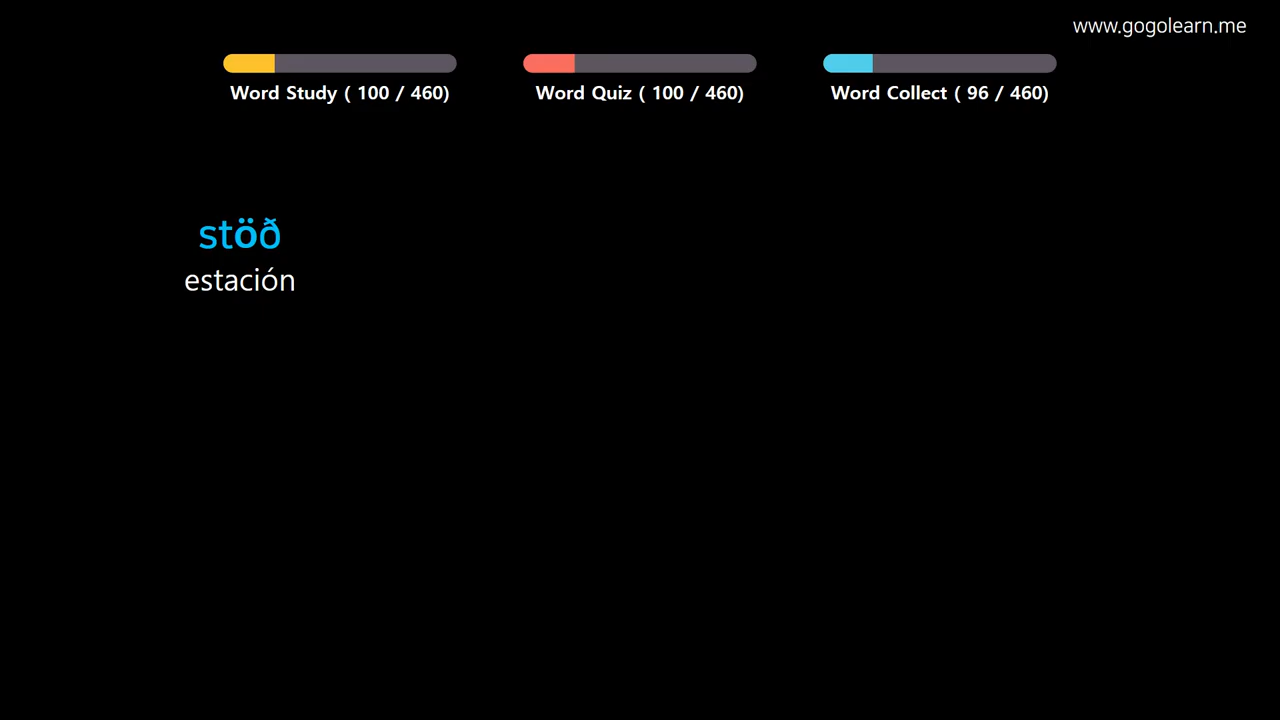 www.gogolearn.me
Word Study ( 100 / 460)
Word Quiz ( 100 / 460)
Word Collect ( 96 / 460)
stöð
estación